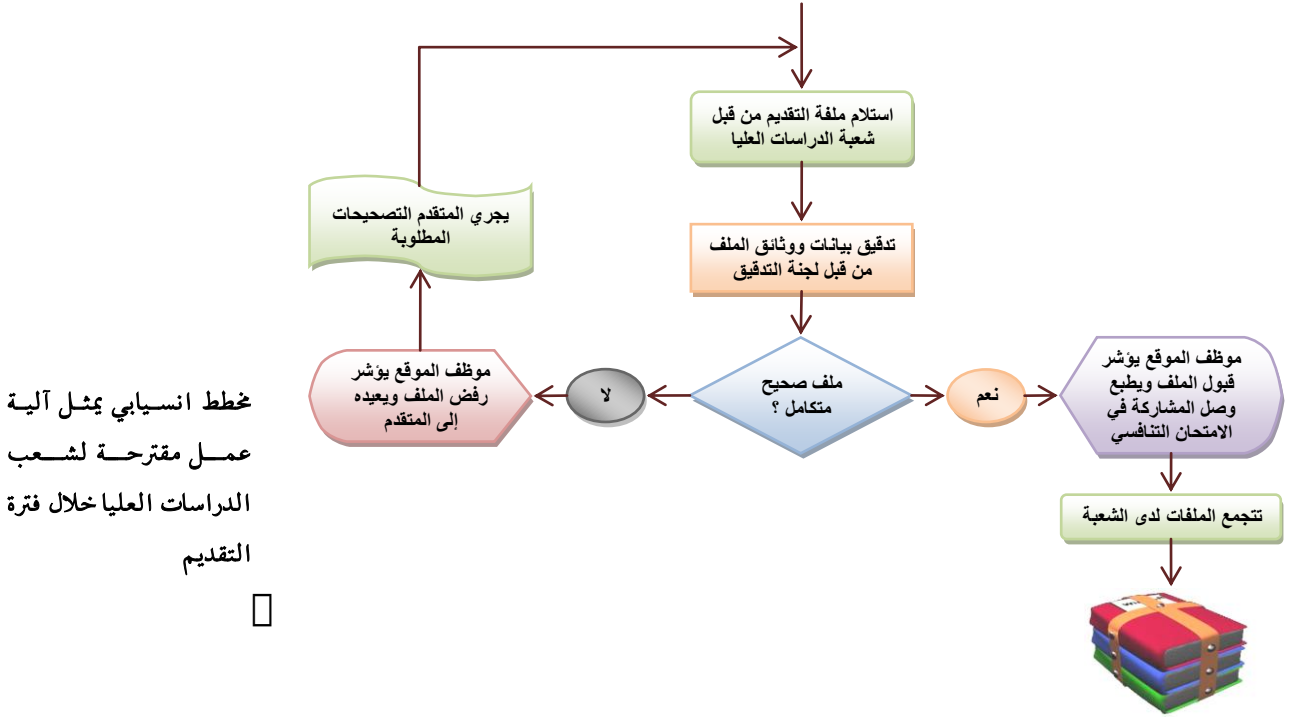 استلام ملفة التقديم من قبل
شعبة الدراسات العليا
تدقيق بيانات ووثائق الملف
من قبل لجنة التدقيق
ملف صحيح
متكامل ؟
نعم
موظف الموقع يؤشر
قبول الملف ويطبع
وصل المشاركة في
الامتحان التنافسي
تتجمع الملفات لدى الشعبة
لا
موظف الموقع يؤشر
رفض الملف ويعيده
إلى المتقدم
يجري المتقدم التصحيحات
المطلوبة
مخطط انسيابي يمثل آلية
عمل مقترحة لشعب
الدراسات العليا خلال فترة
التقديم